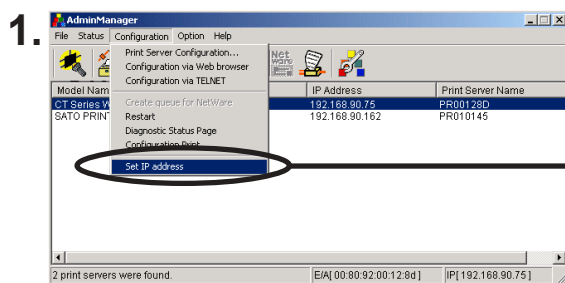 1.
AdminManager
File Status Configuration Option Help
Print Server Configuration...
Configuration via Web browser
Configuration via TELNET
Create queue for NetWare
Restart
Diagnostic Status Page
Configuration Print
Set IP address
Net ware
Model Nam IP Address Print Server Name
CT Series W 192.168.90.75 PR00128D
SATO PRINT 192.168.90.162 PR010145
2 print servers were found. E/A[ 00:80:92:00:12:8d ] IP[ 192.168.90.75 ]